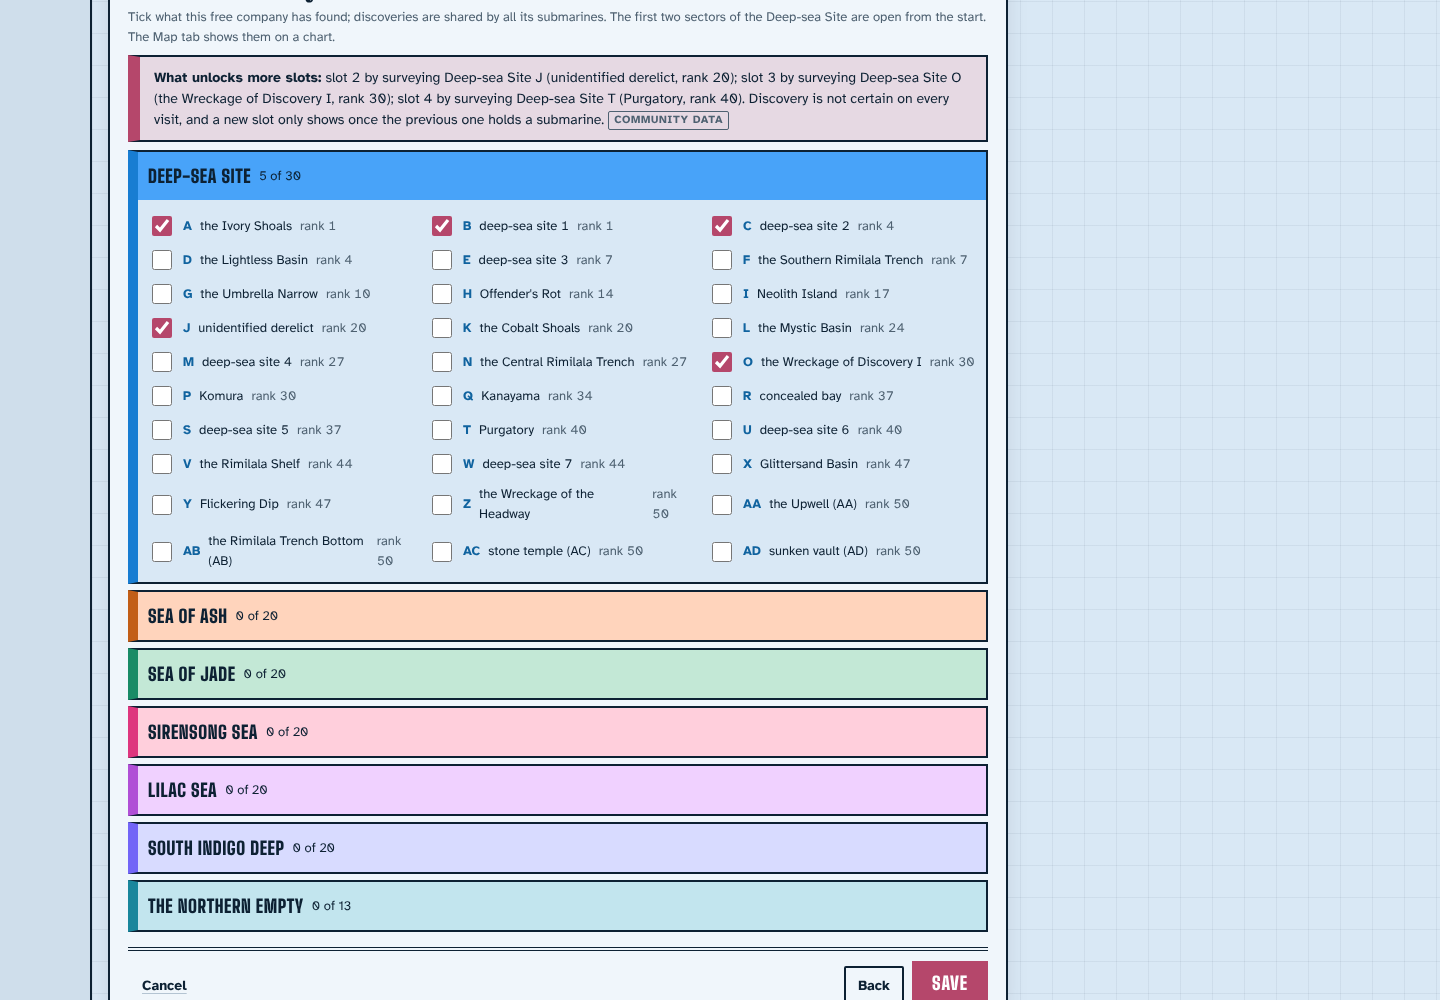 Tick what this free company has found; discoveries are shared by all its submarines. The first two sectors of the Deep-sea Site are open from the start.
The Map tab shows them on a chart.
What unlocks more slots: slot 2 by surveying Deep-sea Site J (unidentified derelict, rank 20); slot 3 by surveying Deep-sea Site O
(the Wreckage of Discovery I, rank 30); slot 4 by surveying Deep-sea Site T (Purgatory, rank 40). Discovery is not certain on every
visit, and a new slot only shows once the previous one holds a submarine. COMMUNITY DATA
DEEP-SEA SITE 5 of 30
A the Ivory Shoals rank 1 B deep-sea site 1 rank 1 C deep-sea site 2 rank 4
D the Lightless Basin rank 4 E deep-sea site 3 rank 7 F the Southern Rimilala Trench rank 7
G the Umbrella Narrow rank 10 H Offender's Rot rank 14 I Neolith Island rank 17
J unidentified derelict rank 20 K the Cobalt Shoals rank 20 L the Mystic Basin rank 24
M deep-sea site 4 rank 27 N the Central Rimilala Trench rank 27 O the Wreckage of Discovery I rank 30
P Komura rank 30 Q Kanayama rank 34 R concealed bay rank 37
S deep-sea site 5 rank 37 T Purgatory rank 40 U deep-sea site 6 rank 40
V the Rimilala Shelf rank 44 W deep-sea site 7 rank 44 X Glittersand Basin rank 47
Y Flickering Dip rank 47 Z the Wreckage of the Headway rank 50 AA the Upwell (AA) rank 50
AB the Rimilala Trench Bottom (AB) rank 50 AC stone temple (AC) rank 50 AD sunken vault (AD) rank 50
SEA OF ASH 0 of 20
SEA OF JADE 0 of 20
SIRENSONG SEA 0 of 20
LILAC SEA 0 of 20
SOUTH INDIGO DEEP 0 of 20
THE NORTHERN EMPTY 0 of 13
Cancel Back SAVE